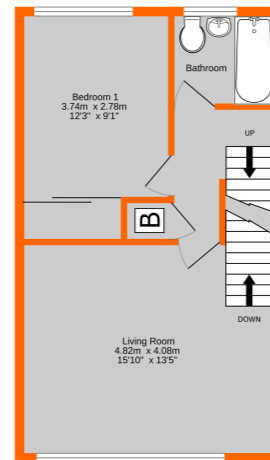 Bathroom
Bedroom 1
3.74m x 2.78m
12'3" x 9'1"
UP
B
DOWN
Living Room
4.82m x 4.08m
15'10" x 13'5"